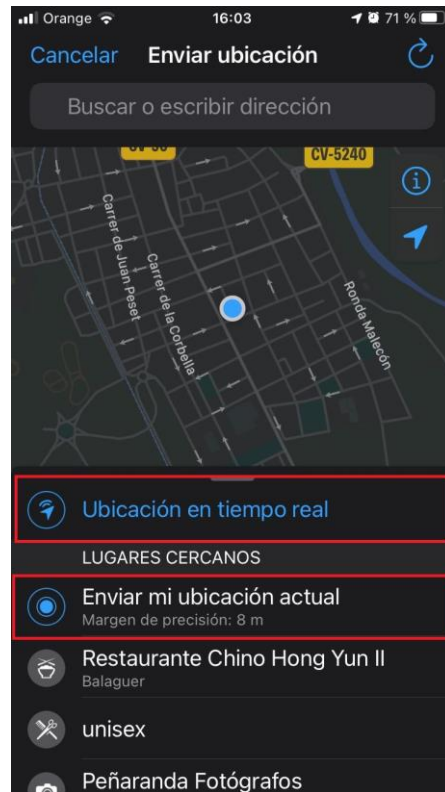 Orange 16:03 71 %
Cancelar Enviar ubicación
Buscar o escribir dirección
CV-5240
Carrer de Juan Peset
Carrer de la Corbella
Ronda Malecón
Ubicación en tiempo real
LUGARES CERCANOS
Enviar mi ubicación actual
Margen de precisión: 8 m
Restaurante Chino Hong Yun II
Balaguer
unisex
Peñaranda Fotógrafos